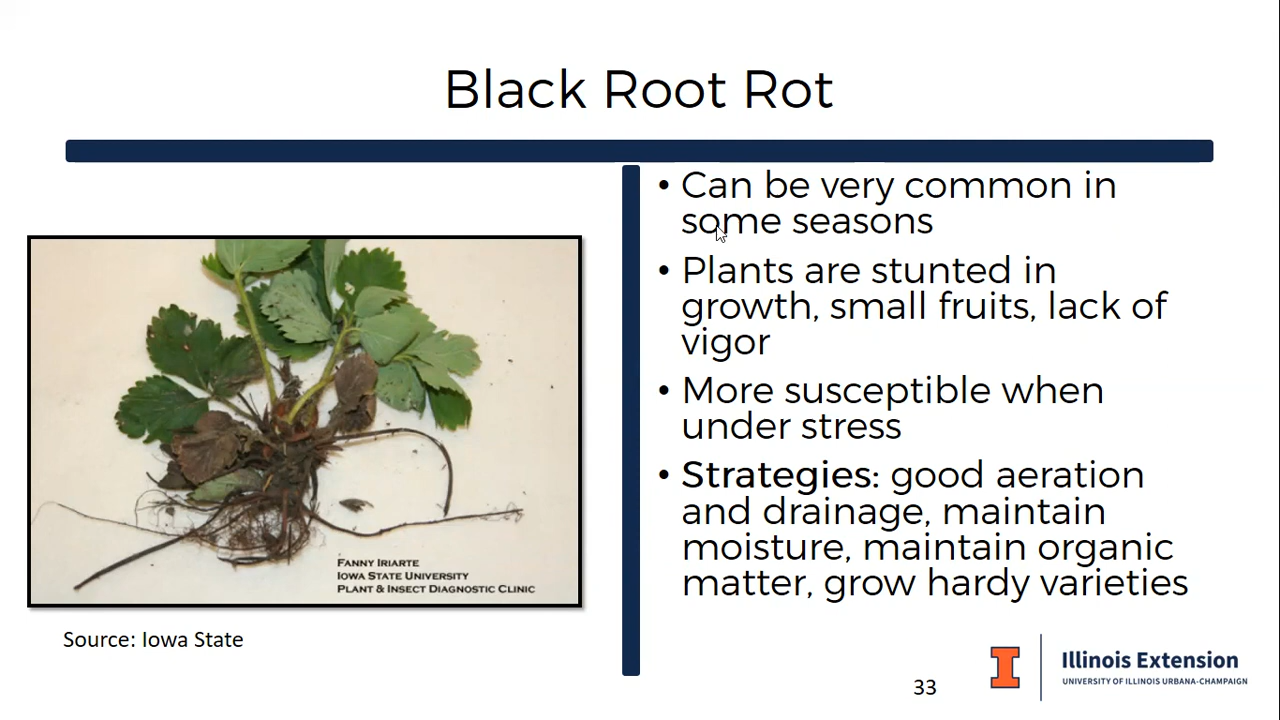 Black Root Rot
• Can be very common in
some seasons
• Plants are stunted in
growth, small fruits, lack of
vigor
• More susceptible when
under stress
• Strategies: good aeration
and drainage, maintain
moisture, maintain organic
matter, grow hardy varieties
FANNY IRIARTE
IOWA STATE UNIVERSITY
PLANT & INSECT DIAGNOSTIC CLINIC
Source: Iowa State
33
I
Illinois Extension
UNIVERSITY OF ILLINOIS URBANA-CHAMPAIGN